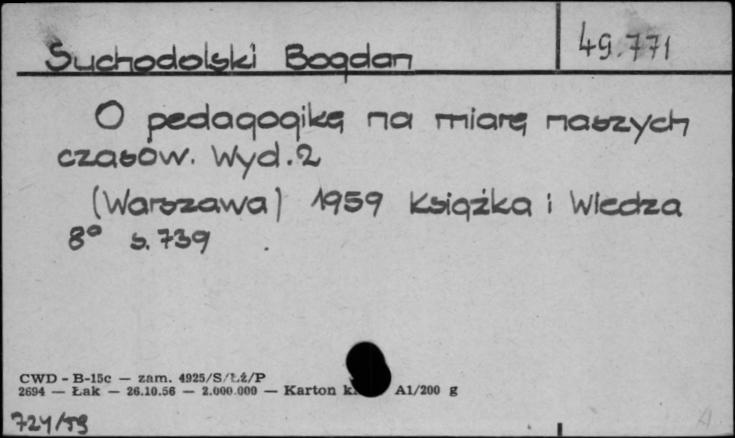 Suchodolski Bogdan 49.771
O pedagogikę na miarę naszych
czasów. Wyd. 2
(Warszawa) 1959 Książka i Wiedza
8° s. 739
CWD - B-15c — zam. 4925/S/Łż/P
2694 — Łak — 26.10.56 — 2.000.000 — Karton A1/200 g
724/59